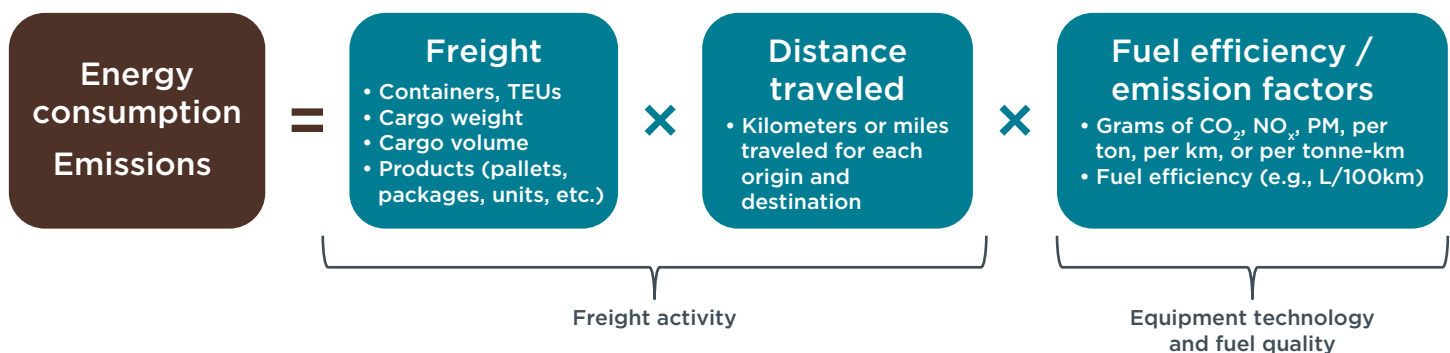 Energy
consumption
Emissions
=
Freight
• Containers, TEUs
• Cargo weight
• Cargo volume
• Products (pallets,
packages, units, etc.)
×
Distance
traveled
• Kilometers or miles
traveled for each
origin and
destination
×
Fuel efficiency /
emission factors
• Grams of CO₂, NOₓ, PM, per
ton, per km, or per tonne-km
• Fuel efficiency (e.g., L/100km)
Freight activity
Equipment technology
and fuel quality